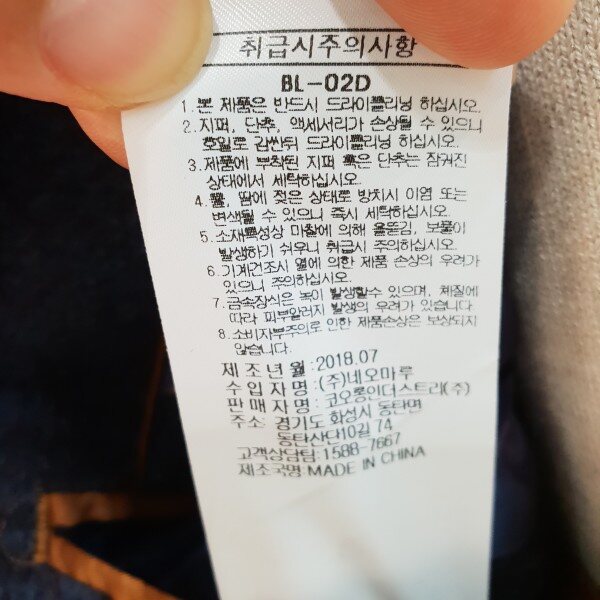 취급시주의사항
BL-02D
1. 본 제품은 반드시 드라이클리닝 하십시오.
2. 지퍼, 단추, 액세서리가 손상될 수 있으니
호일로 감싼뒤 드라이클리닝 하십시오.
3. 제품에 부착된 지퍼 혹은 단추는 잠궈진
상태에서 세탁하십시오.
4. 물, 땀에 젖은 상태로 방치시 이염 또는
변색될 수 있으니 즉시 세탁하십시오.
5. 소재특성상 마찰에 의해 올뜯김, 보풀이
발생하기 쉬우니 취급시 주의하십시오.
6. 기계건조시 열에 의한 제품 손상의 우려가
있으니 주의하십시오.
7. 금속장식은 녹이 발생할수 있으며, 체질에
따라 피부알러지 발생의 우려가 있습니다.
8. 소비자부주의로 인한 제품손상은 보상되지
않습니다.
제 조 년 월 : 2018.07
수 입 자 명 : (주)네오마루
판 매 자 명 : 코오롱인더스트리(주)
주소: 경기도 화성시 동탄면
동탄산단10길 74
고객상담팀: 1588-7667
제조국명: MADE IN CHINA